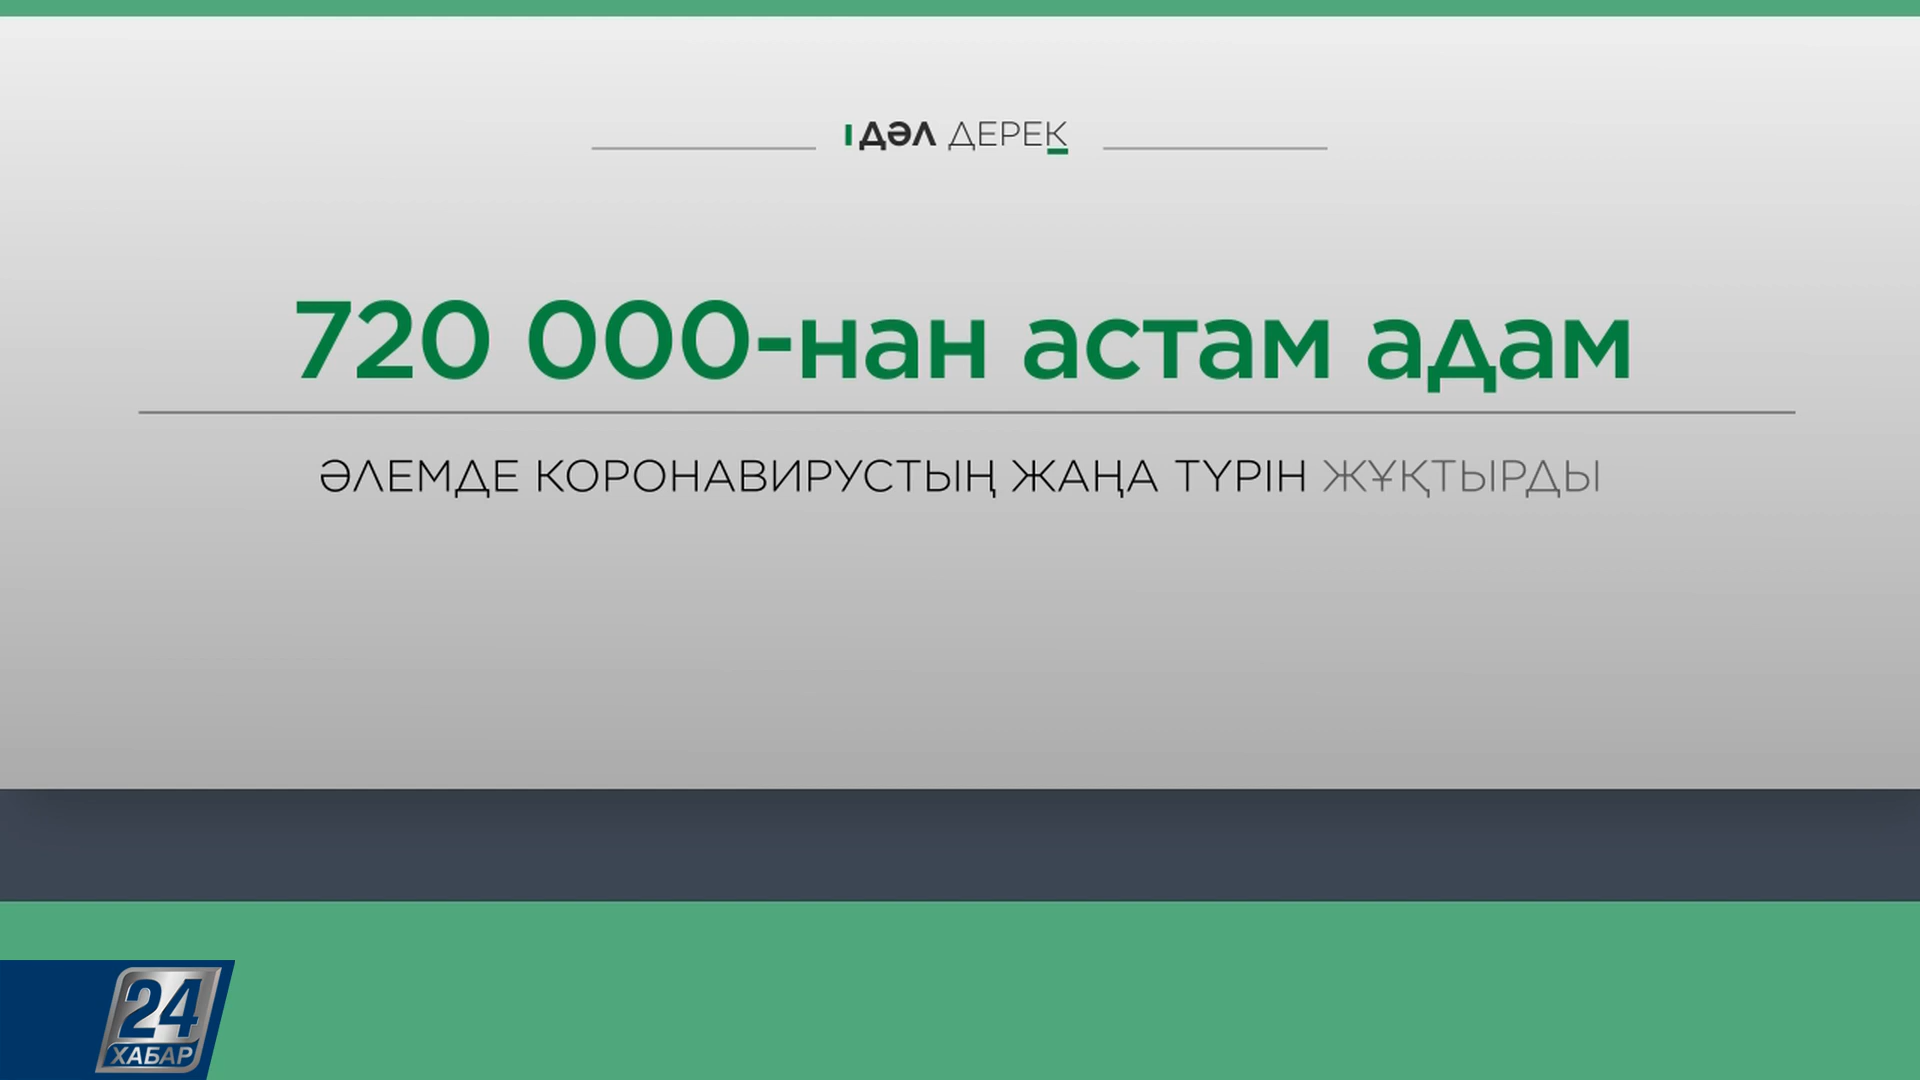 ДӘЛ ДЕРЕК
720 000-нан астам адам
ӘЛЕМДЕ КОРОНАВИРУСТЫҢ ЖАҢА ТҮРІН ЖҰҚТЫРДЫ
24
ХАБАР